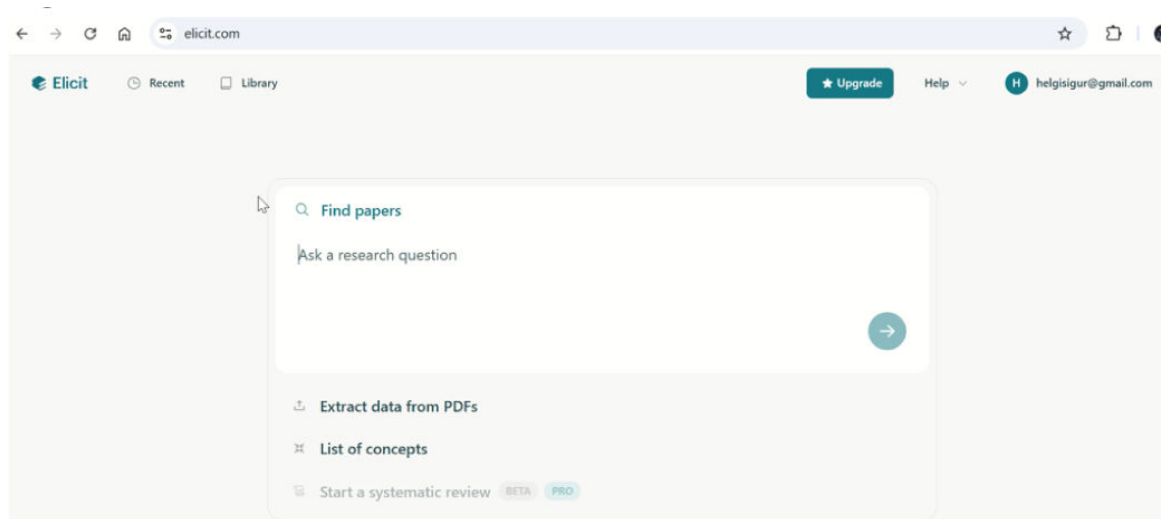 elicit.com
Elicit Recent Library Upgrade Help H helgisigur@gmail.com
Find papers
Ask a research question
Extract data from PDFs
List of concepts
Start a systematic review BETA PRO